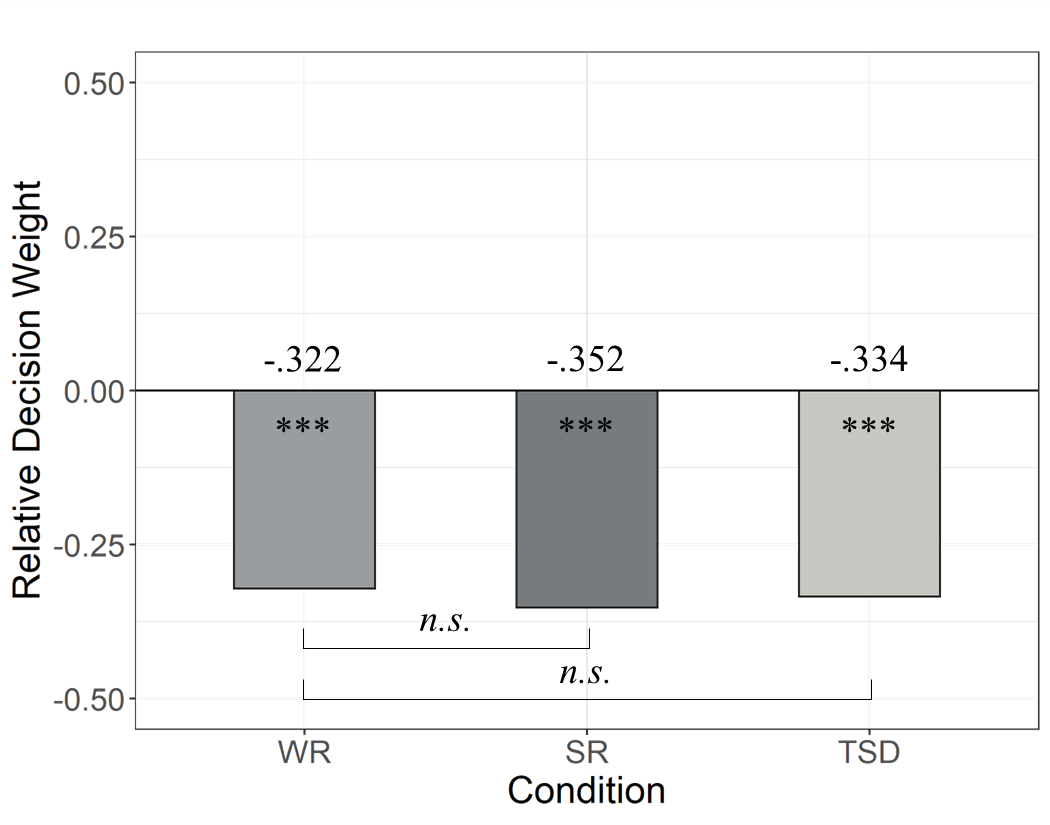 0.50
0.25
-.322 -.352 -.334
0.00
*** *** ***
-0.25
n.s.
n.s.
-0.50
WR SR TSD
Condition
Relative Decision Weight